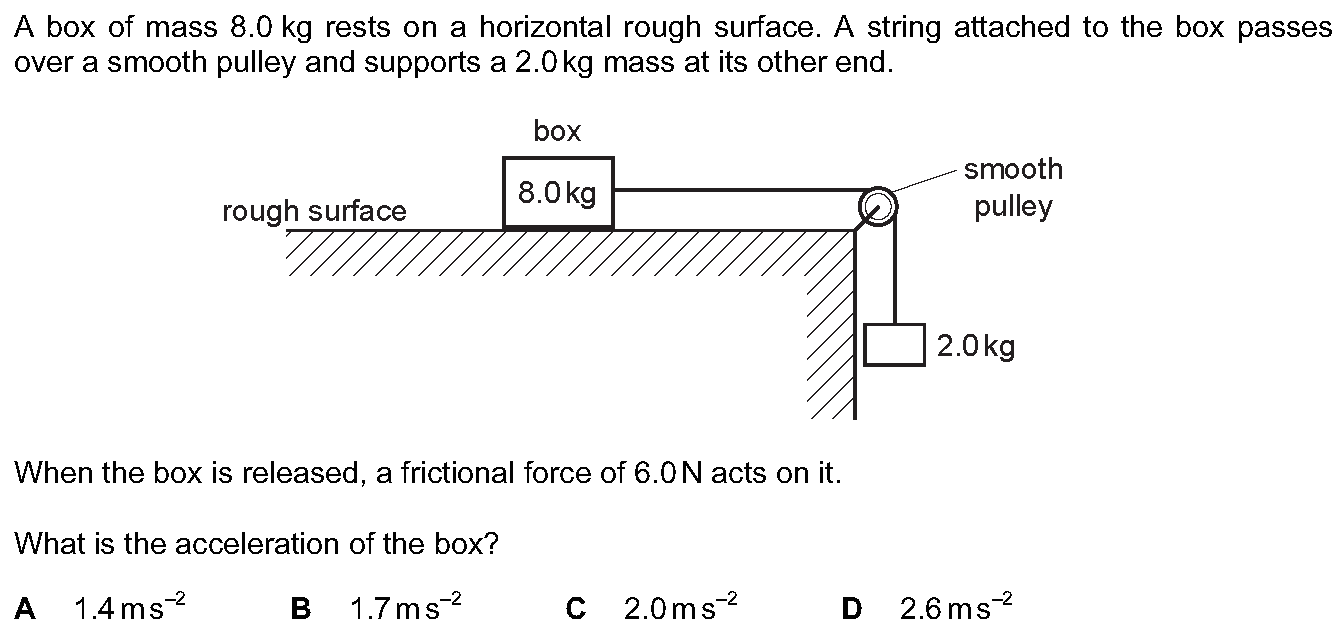 A box of mass 8.0 kg rests on a horizontal rough surface. A string attached to the box passes
over a smooth pulley and supports a 2.0 kg mass at its other end.
box
8.0 kg
smooth
pulley
rough surface
2.0 kg
When the box is released, a frictional force of 6.0 N acts on it.
What is the acceleration of the box?
A 1.4 m s⁻² B 1.7 m s⁻² C 2.0 m s⁻² D 2.6 m s⁻²